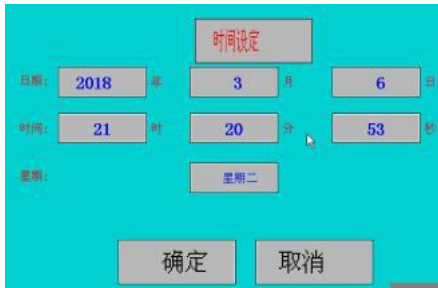 时间设定
日期: 2018 年 3 月 6 日
时间: 21 时 20 分 53 秒
星期: 星期二
确定 取消